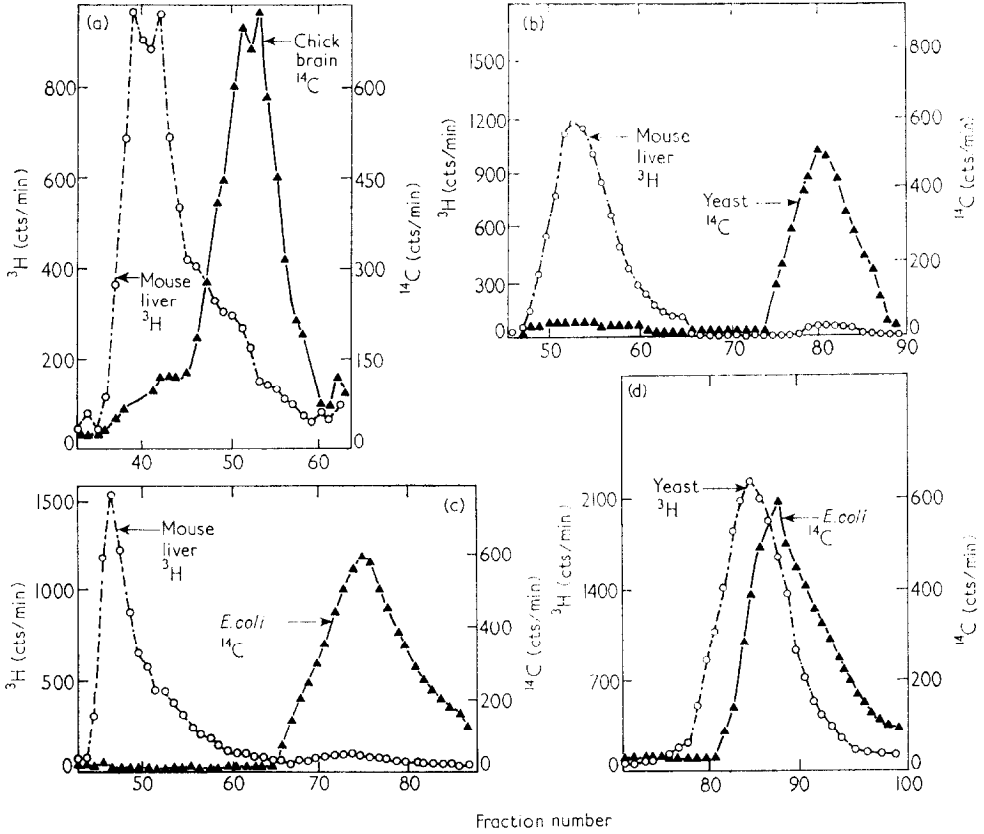 (a)
Chick
brain
¹⁴C
Mouse
liver
³H
³H (cts/min)
¹⁴C (cts/min)
800
600
400
200
0
600
450
300
150
0
40
50
60
(b)
Mouse
liver
³H
Yeast
¹⁴C
³H (cts/min)
¹⁴C (cts/min)
1500
1200
900
600
300
0
800
600
400
200
0
50
60
70
80
90
(c)
Mouse
liver
³H
E.coli
¹⁴C
³H (cts/min)
¹⁴C (cts/min)
1500
1000
500
0
600
400
200
0
50
60
70
80
(d)
Yeast
³H
E.coli
¹⁴C
³H (cts/min)
¹⁴C (cts/min)
2100
1400
700
0
600
400
200
0
80
90
100
Fraction number